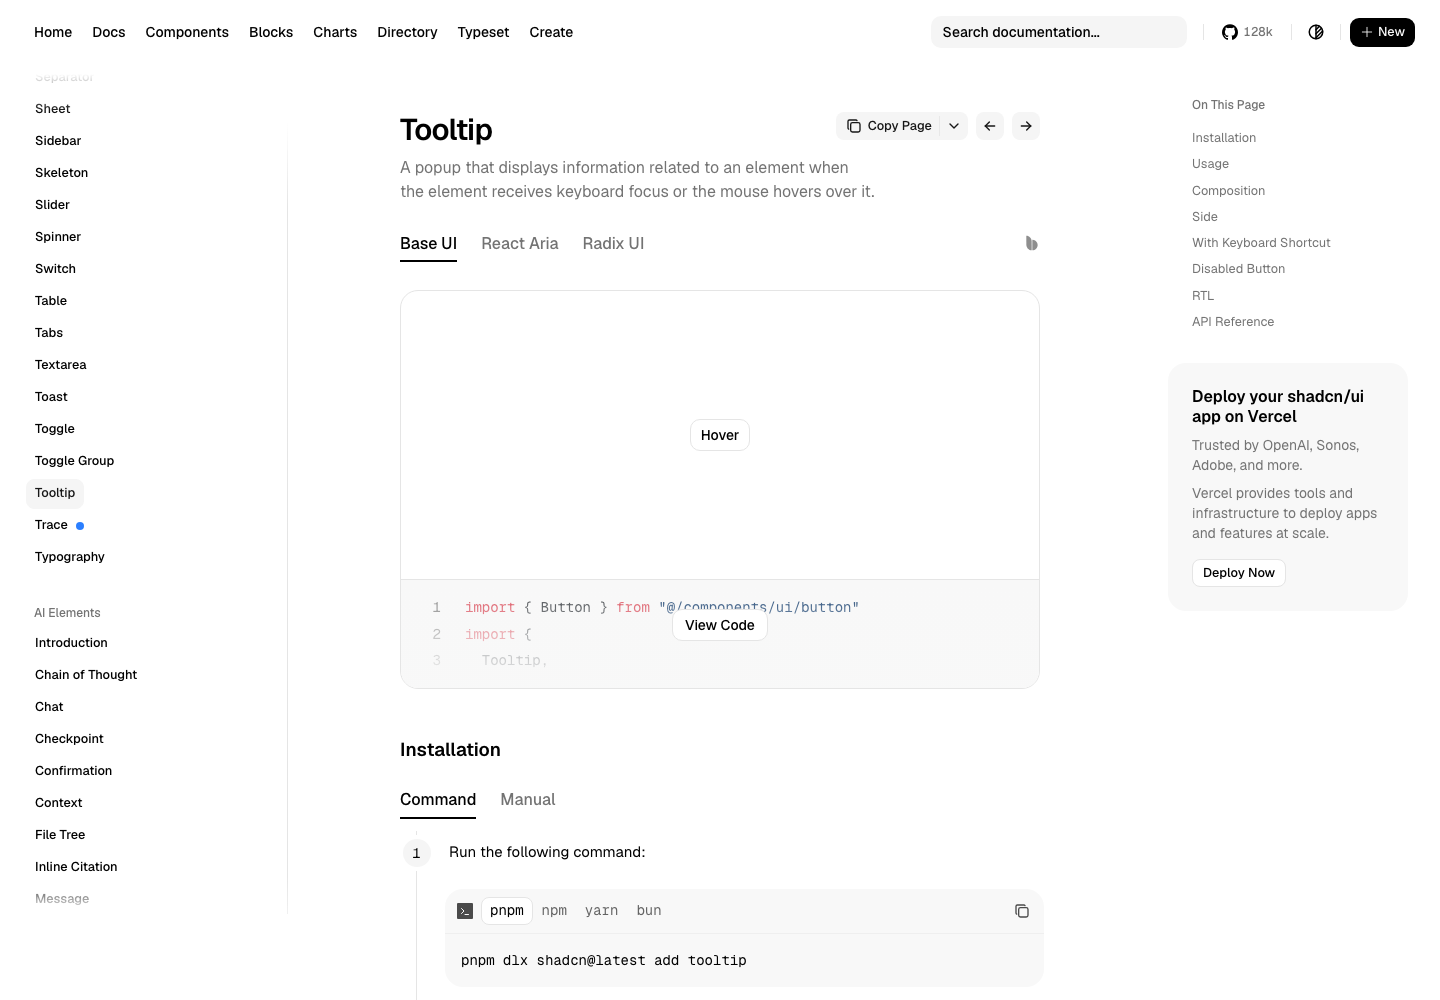 Home Docs Components Blocks Charts Directory Typeset Create
Search documentation...
128k
New
Separator
Sheet
Sidebar
Skeleton
Slider
Spinner
Switch
Table
Tabs
Textarea
Toast
Toggle
Toggle Group
Tooltip
Trace
Typography
AI Elements
Introduction
Chain of Thought
Chat
Checkpoint
Confirmation
Context
File Tree
Inline Citation
Message
Tooltip
Copy Page
A popup that displays information related to an element when
the element receives keyboard focus or the mouse hovers over it.
Base UI React Aria Radix UI
Hover
1 import { Button } from "@/components/ui/button"
2 import {
3 Tooltip,
View Code
Installation
Command Manual
1 Run the following command:
pnpm npm yarn bun
pnpm dlx shadcn@latest add tooltip
On This Page
Installation
Usage
Composition
Side
With Keyboard Shortcut
Disabled Button
RTL
API Reference
Deploy your shadcn/ui
app on Vercel
Trusted by OpenAI, Sonos,
Adobe, and more.
Vercel provides tools and
infrastructure to deploy apps
and features at scale.
Deploy Now